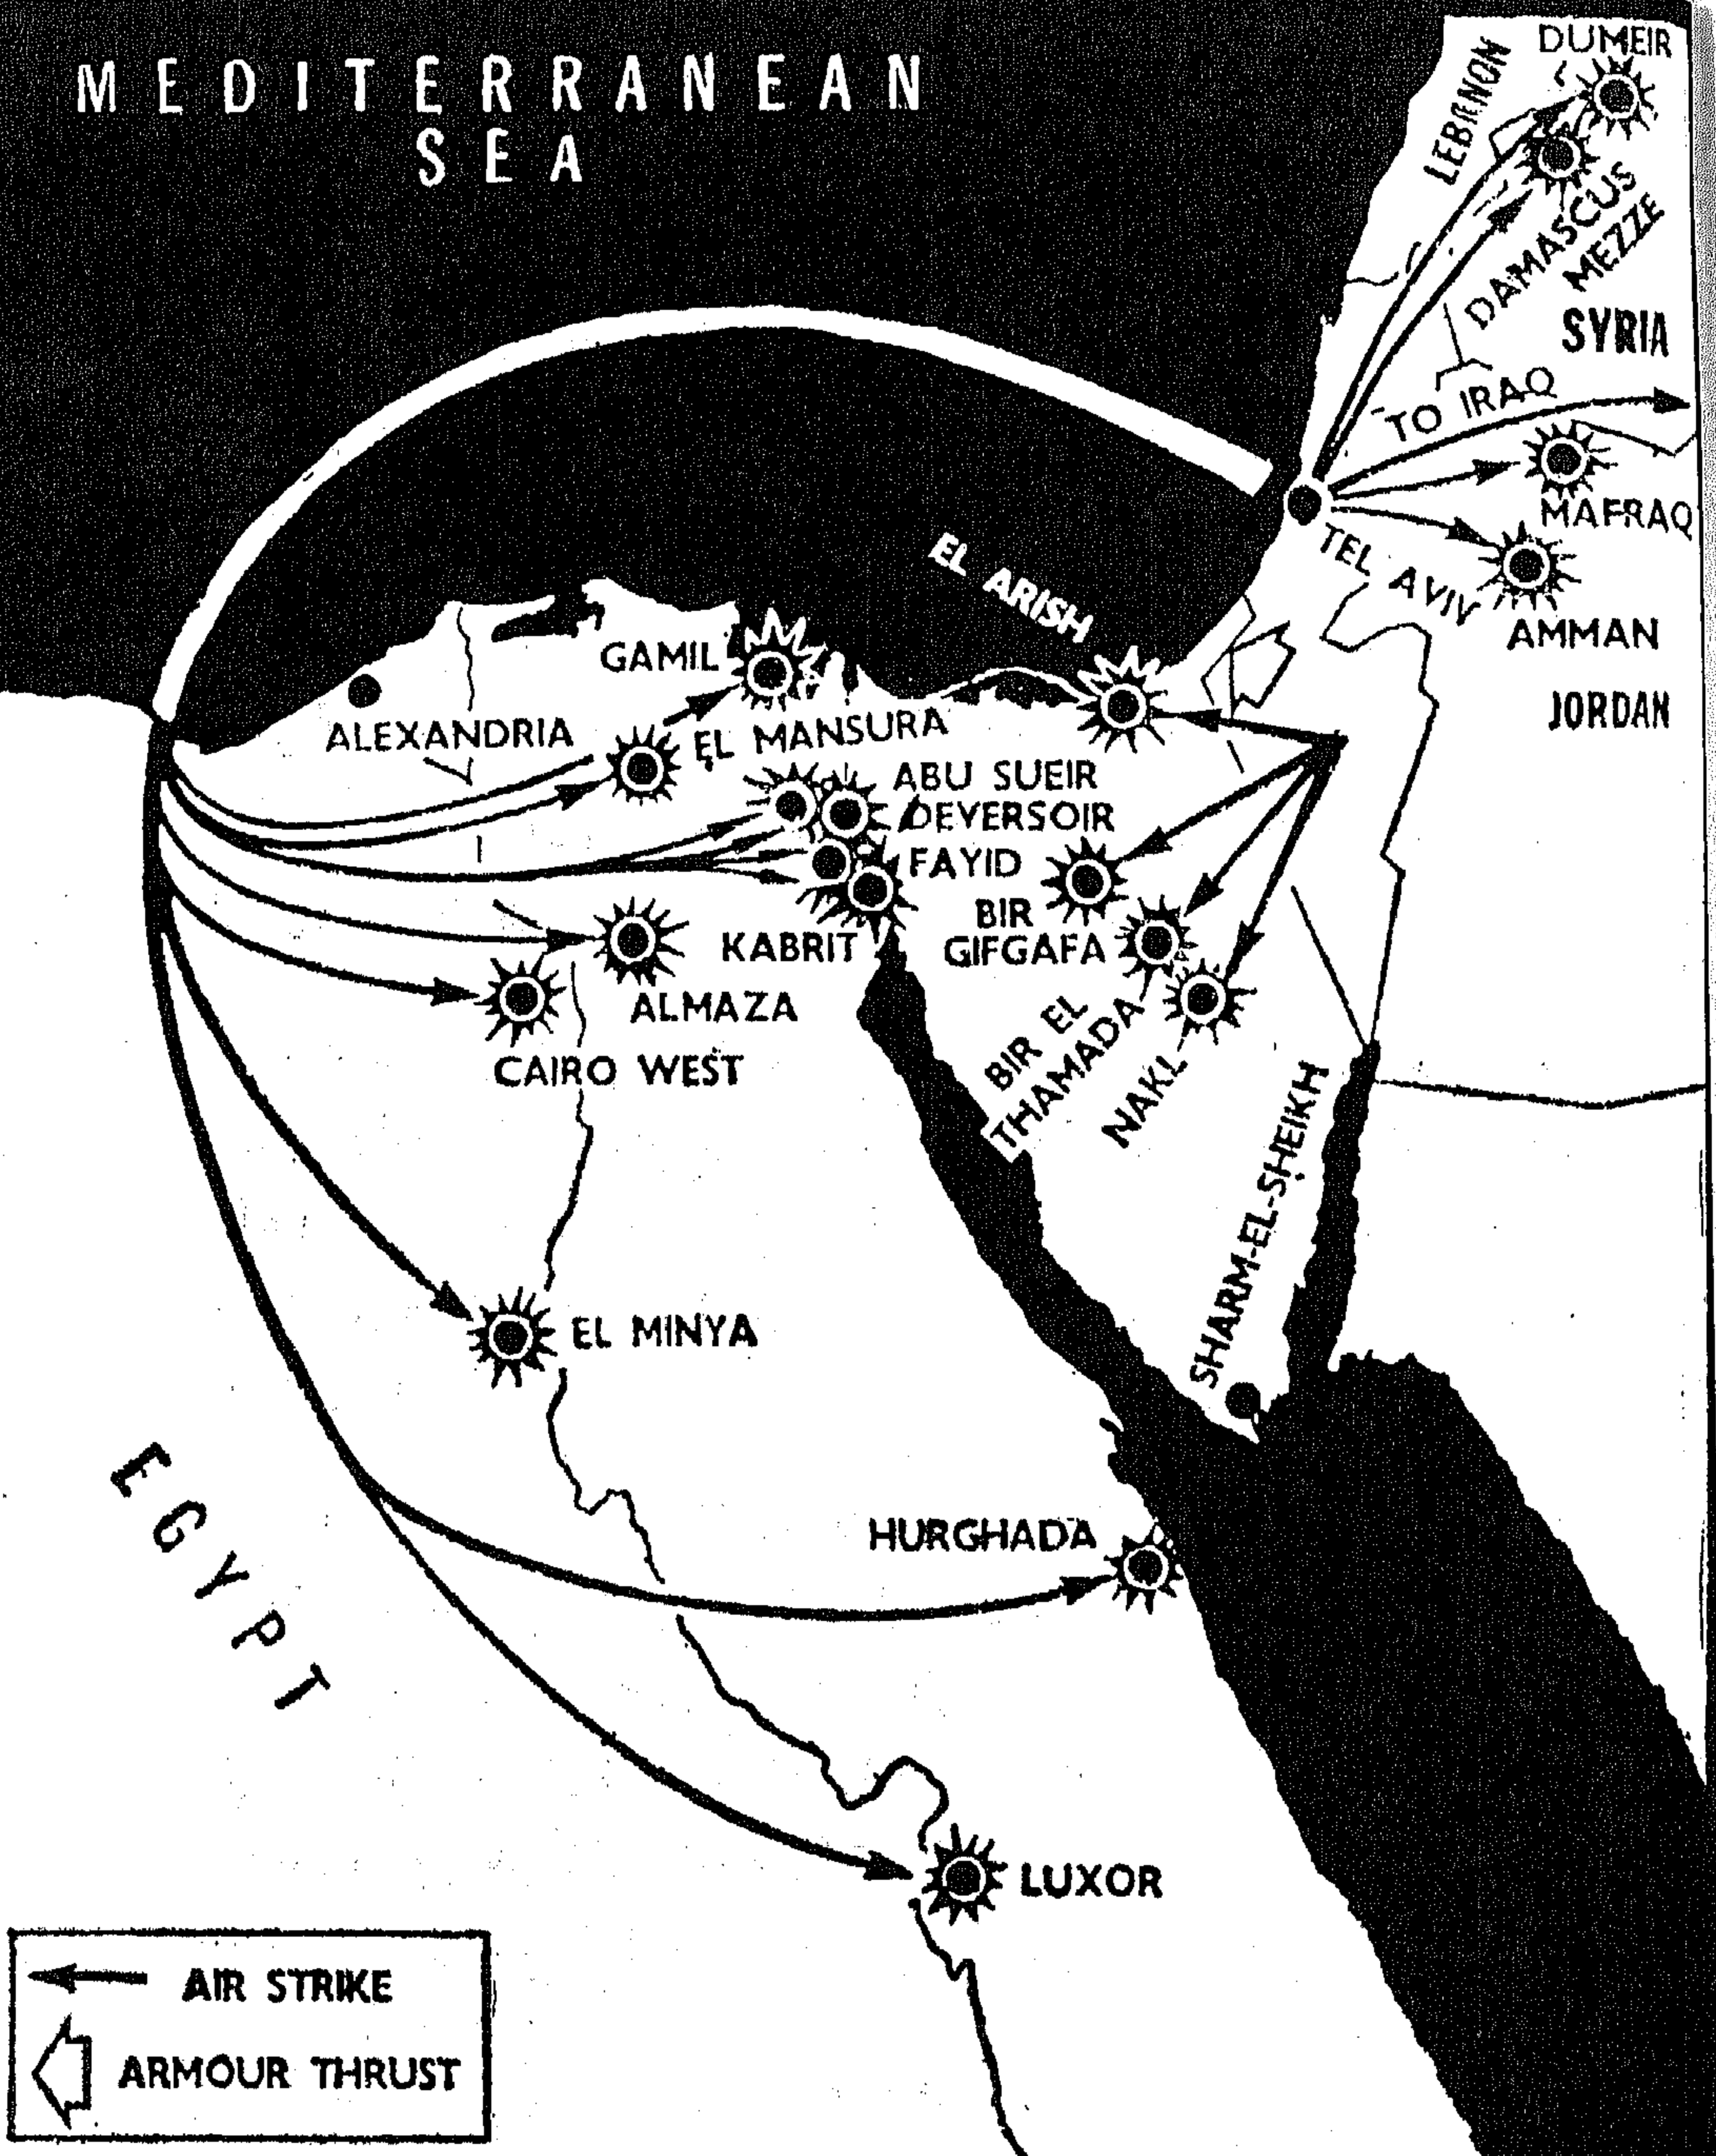 MEDITERRANEAN
SEA
DUMEIR
LEBANON
DAMASCUS
MEZZE
SYRIA
TO IRAQ
MAFRAQ
TEL AVIV
AMMAN
JORDAN
EL ARISH
GAMIL
ALEXANDRIA
EL MANSURA
ABU SUEIR
DEVERSOIR
FAYID
KABRIT
BIR
GIFGAFA
ALMAZA
CAIRO WEST
BIR EL
THAMADA
NAKL
SHARM-EL-SHEIKH
EL MINYA
EGYPT
HURGHADA
LUXOR
AIR STRIKE
ARMOUR THRUST